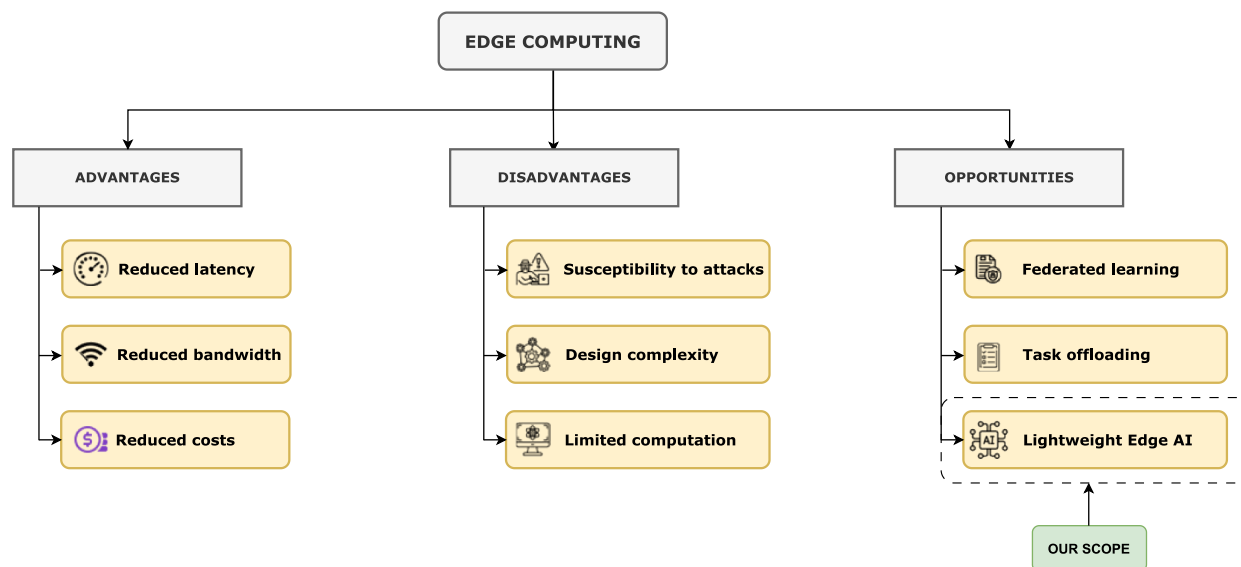 EDGE COMPUTING
ADVANTAGES
Reduced latency
Reduced bandwidth
$
Reduced costs
DISADVANTAGES
Susceptibility to attacks
Design complexity
Limited computation
OPPORTUNITIES
Federated learning
Task offloading
AI
Lightweight Edge AI
OUR SCOPE